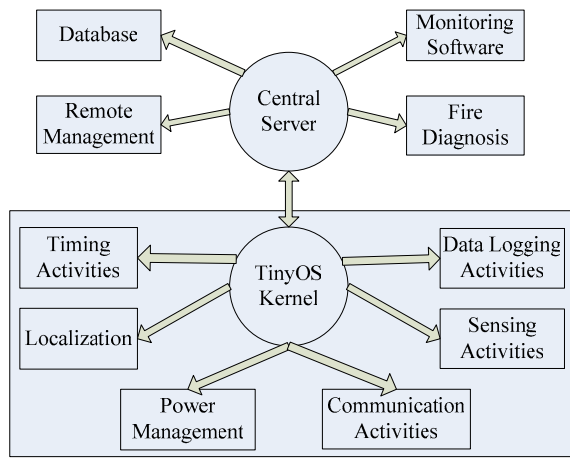 Database
Monitoring
Software
Central
Server
Remote
Management
Fire
Diagnosis
Timing
Activities
TinyOS
Kernel
Data Logging
Activities
Localization
Sensing
Activities
Power
Management
Communication
Activities